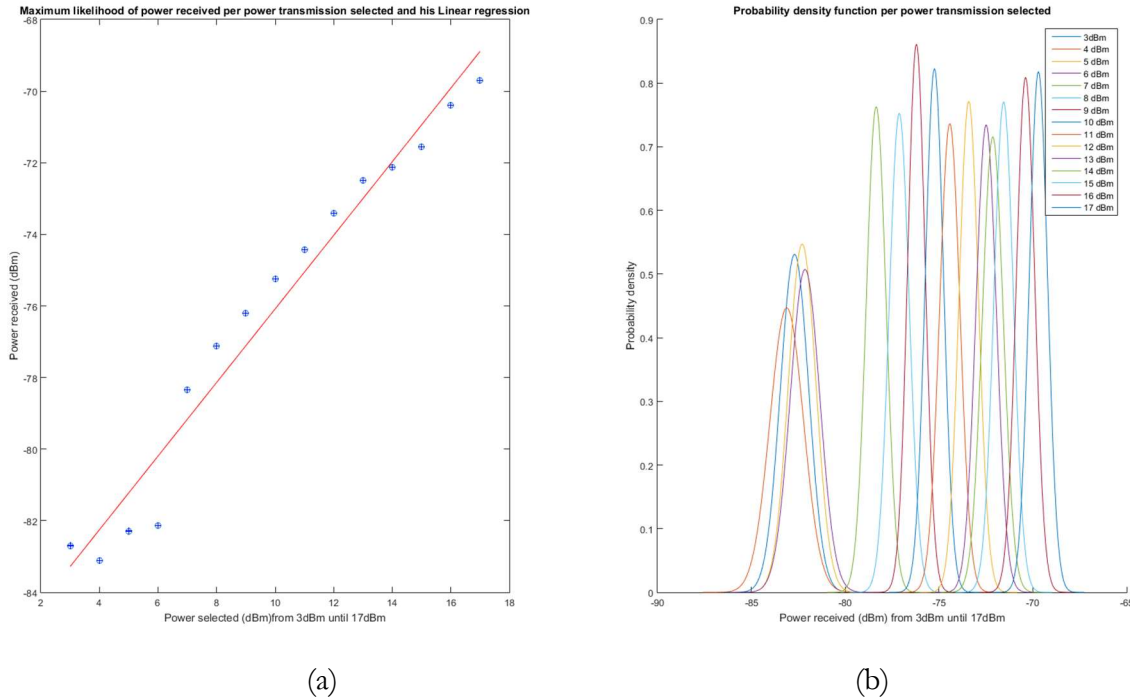 Maximum likelihood of power received per power transmission selected and his Linear regression
-68
-70
-72
-74
-76
-78
-80
-82
-84
Power received (dBm)
2
4
6
8
10
12
14
16
18
Power selected (dBm)from 3dBm until 17dBm
(a)
Probability density function per power transmission selected
0.9
0.8
0.7
0.6
0.5
0.4
0.3
0.2
0.1
0
Probability density
3dBm
4 dBm
5 dBm
6 dBm
7 dBm
8 dBm
9 dBm
10 dBm
11 dBm
12 dBm
13 dBm
14 dBm
15 dBm
16 dBm
17 dBm
-90
-85
-80
-75
-70
-65
Power received (dBm) from 3dBm until 17dBm
(b)